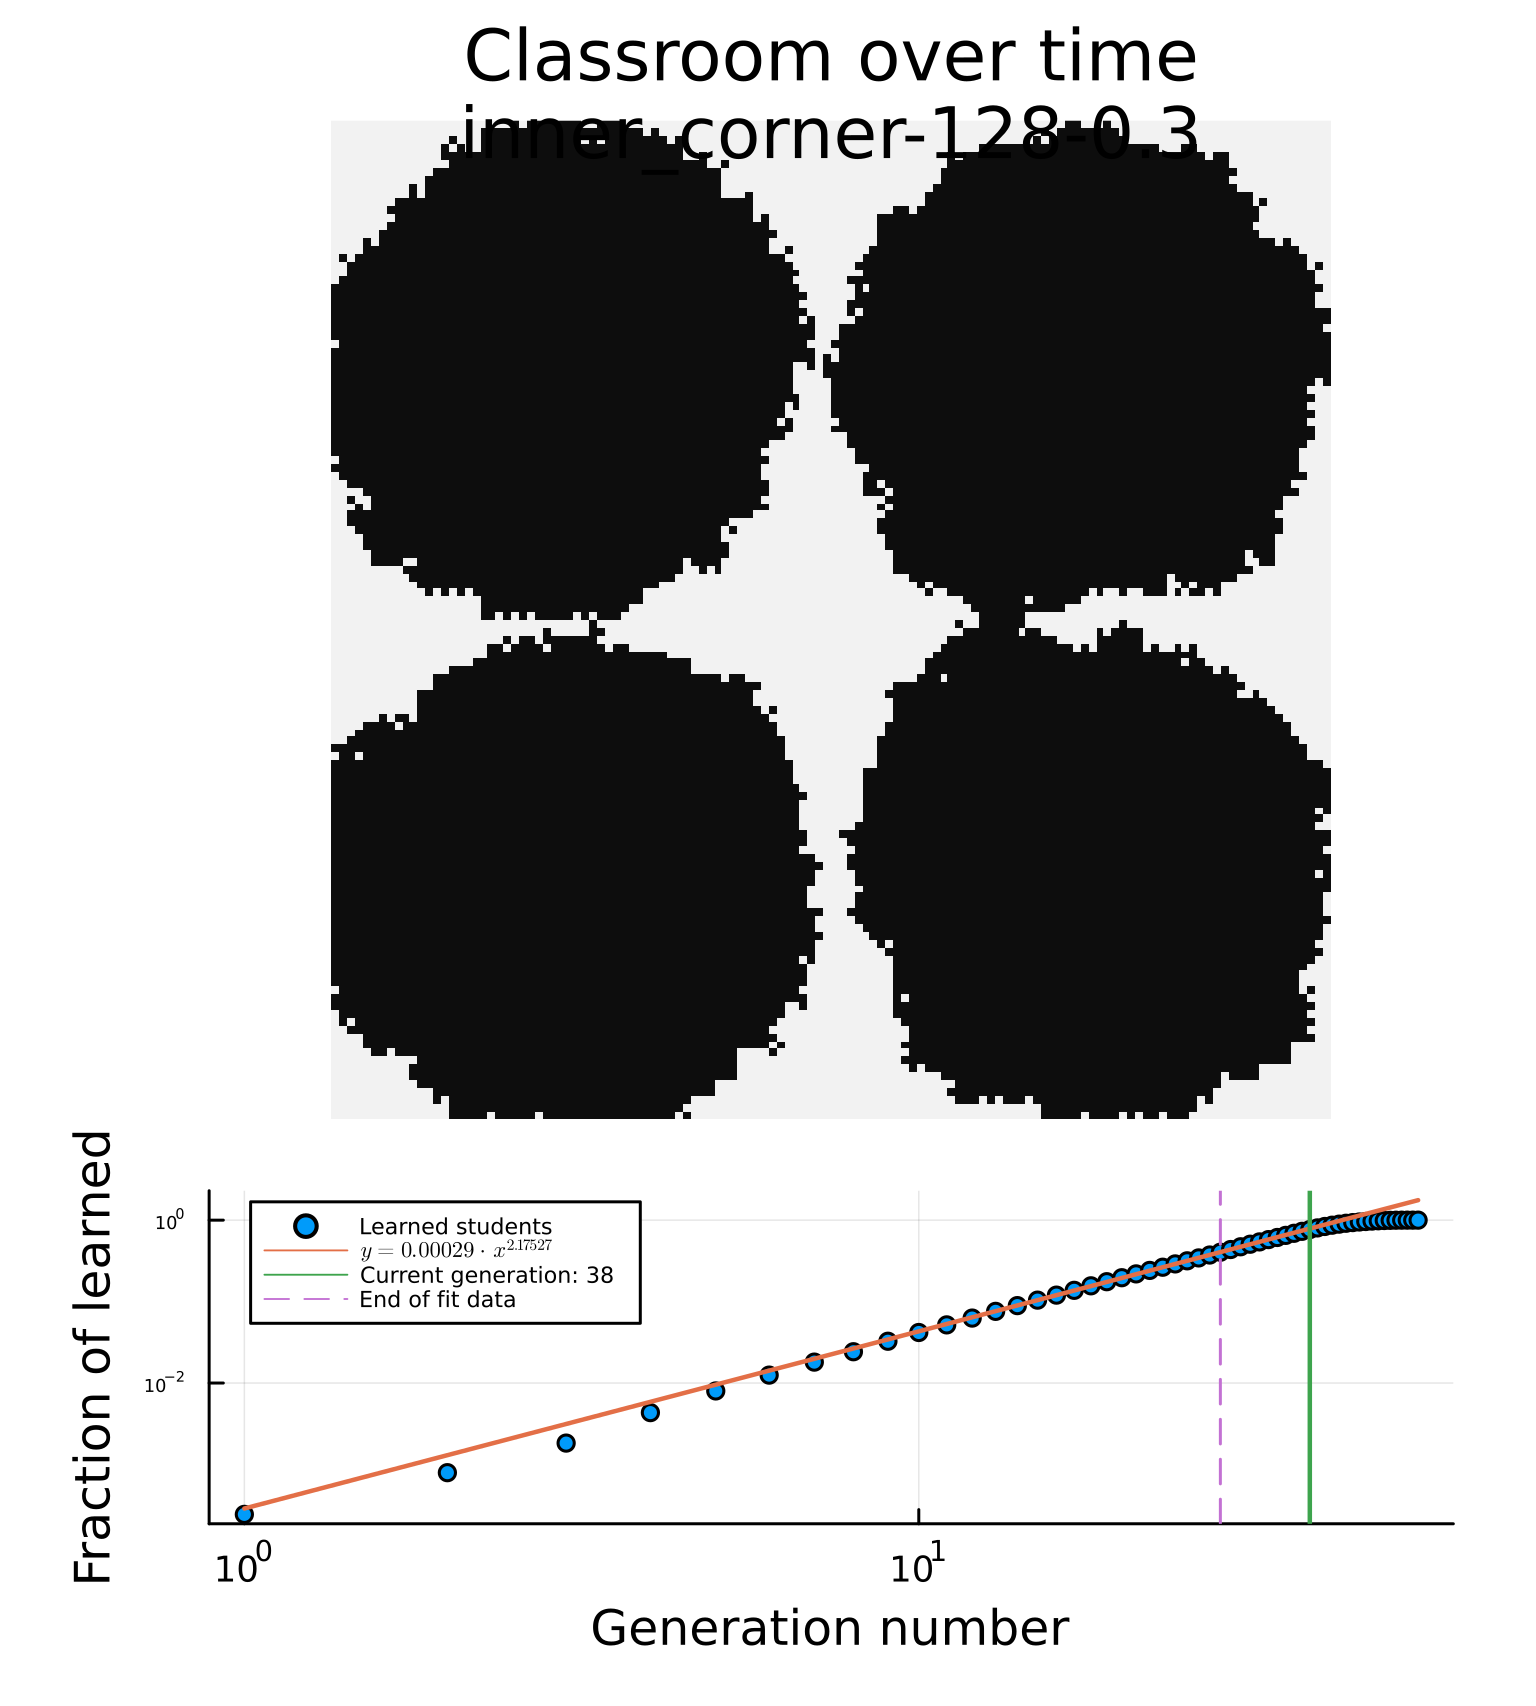 Classroom over time
inner_corner-128-0.3
Fraction of learned
10⁰
10⁻²
Learned students
y = 0.00029 · x^2.17527
Current generation: 38
End of fit data
10⁰ 10¹
Generation number